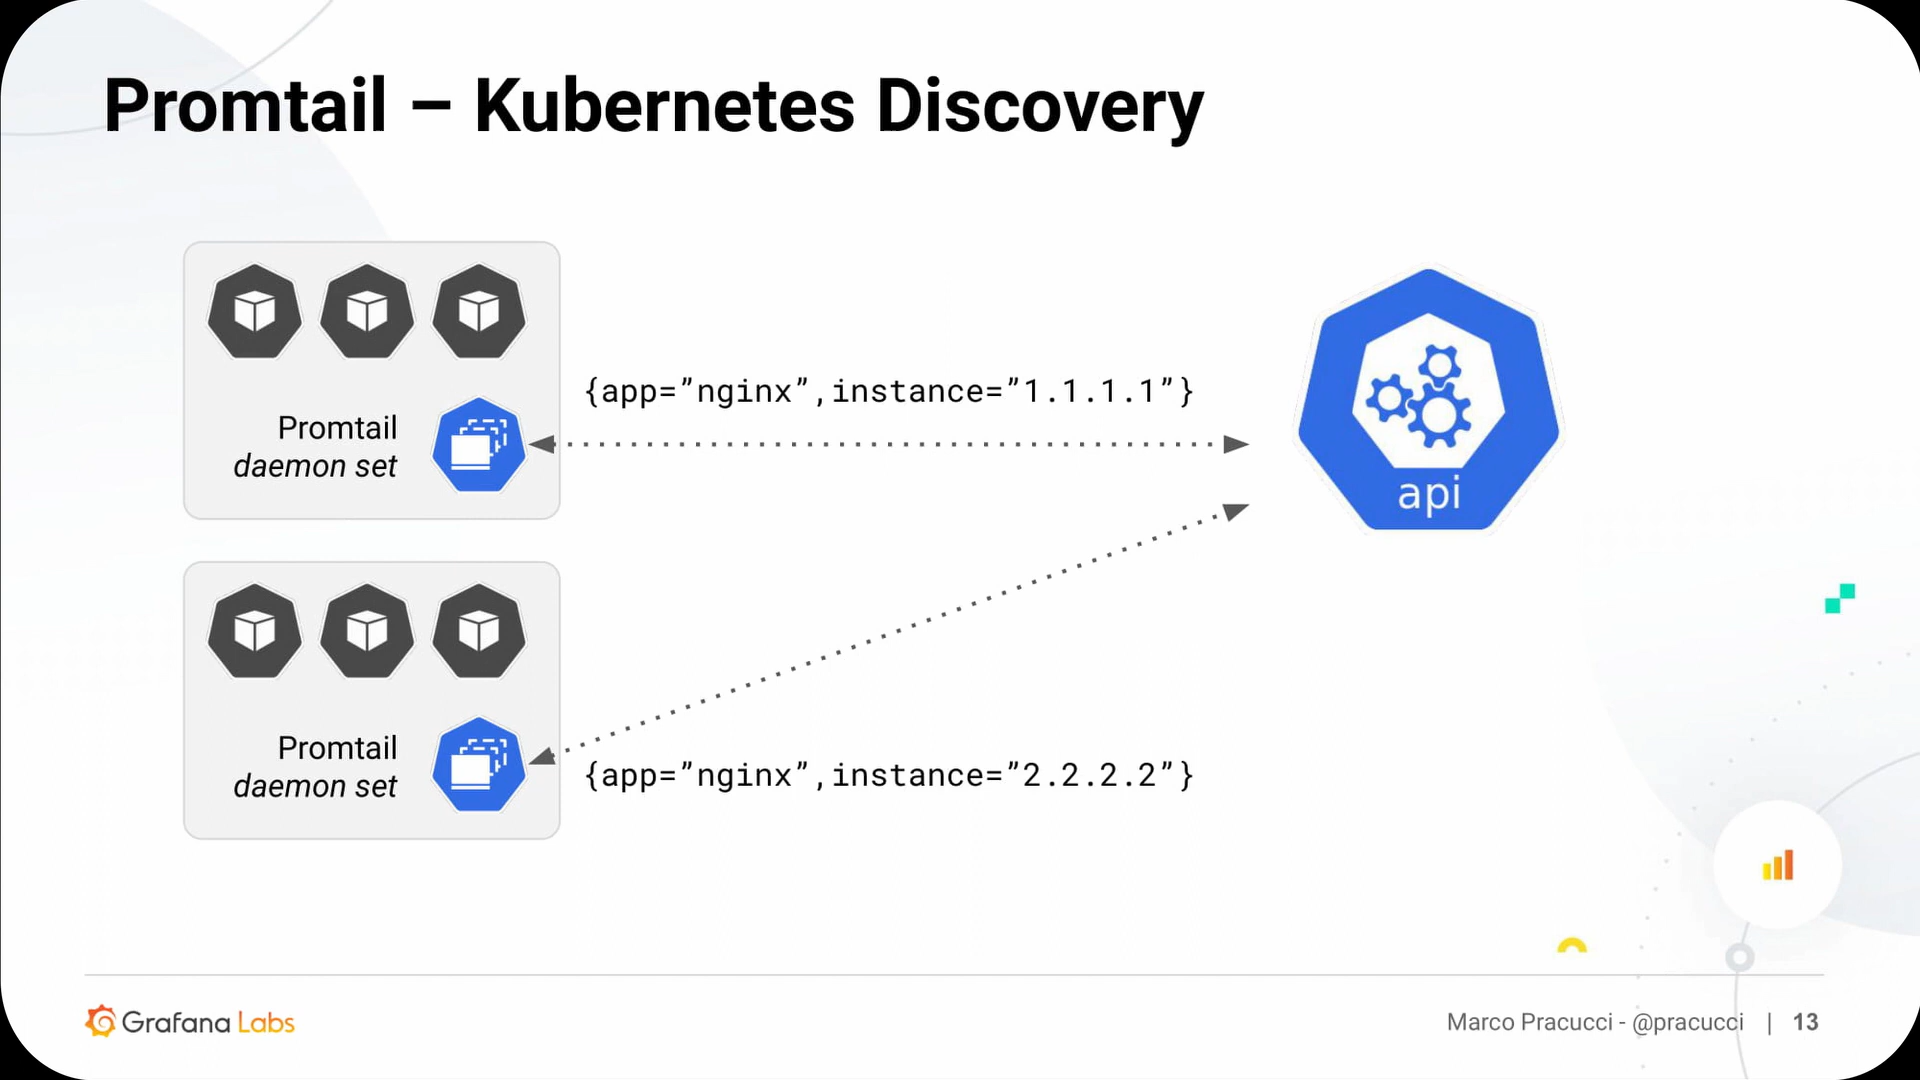 Promtail – Kubernetes Discovery
{app=”nginx”,instance=”1.1.1.1”}
Promtail
daemon set
api
Promtail
daemon set
{app=”nginx”,instance=”2.2.2.2”}
Grafana Labs
Marco Pracucci - @pracucci | 13